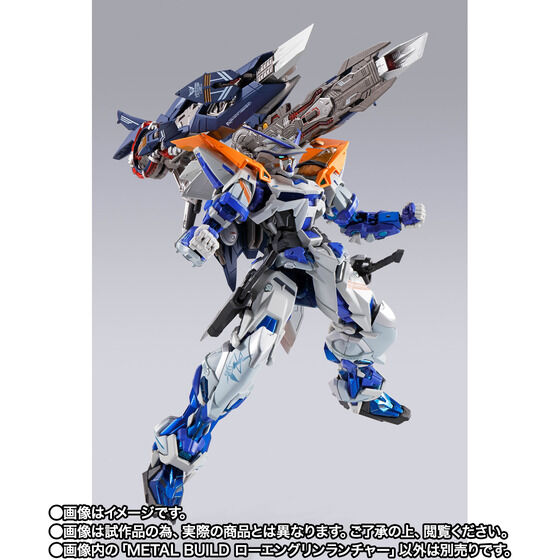 ●画像はイメージです。
●画像は試作品の為、実際の商品とは異なります。ご了承の上、閲覧ください。
●画像内の「METAL BUILD ローエングリンランチャー」以外は別売りです。